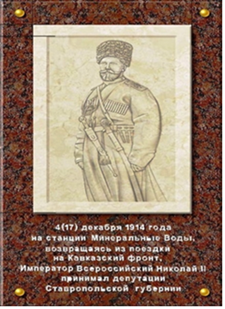 4(17) декабря 1914 года
на станции Минеральные Воды,
возвращаясь из поездки
на Кавказский фронт,
Император Всероссийский Николай II
принимал депутации
Ставропольской губернии